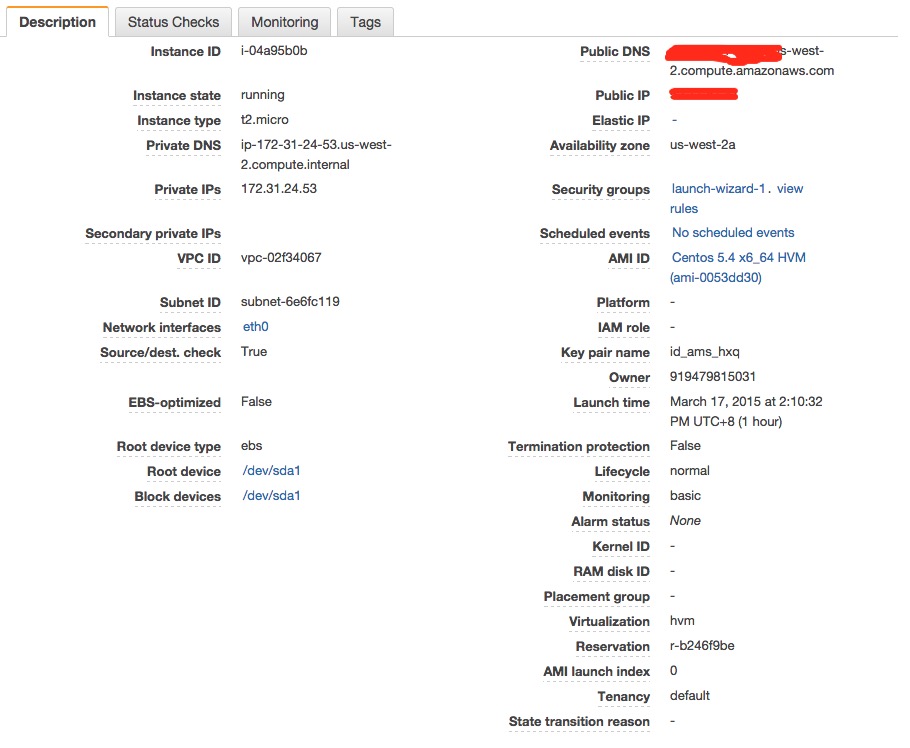 Description
Status Checks
Monitoring
Tags
Instance ID i-04a95b0b
Instance state running
Instance type t2.micro
Private DNS ip-172-31-24-53.us-west-
2.compute.internal
Private IPs 172.31.24.53
Secondary private IPs
VPC ID vpc-02f34067
Subnet ID subnet-6e6fc119
Network interfaces eth0
Source/dest. check True
EBS-optimized False
Root device type ebs
Root device /dev/sda1
Block devices /dev/sda1
Public DNS s-west-
2.compute.amazonaws.com
Public IP
Elastic IP -
Availability zone us-west-2a
Security groups launch-wizard-1. view
rules
Scheduled events No scheduled events
AMI ID Centos 5.4 x6_64 HVM
(ami-0053dd30)
Platform -
IAM role -
Key pair name id_ams_hxq
Owner 919479815031
Launch time March 17, 2015 at 2:10:32
PM UTC+8 (1 hour)
Termination protection False
Lifecycle normal
Monitoring basic
Alarm status None
Kernel ID -
RAM disk ID -
Placement group -
Virtualization hvm
Reservation r-b246f9be
AMI launch index 0
Tenancy default
State transition reason -